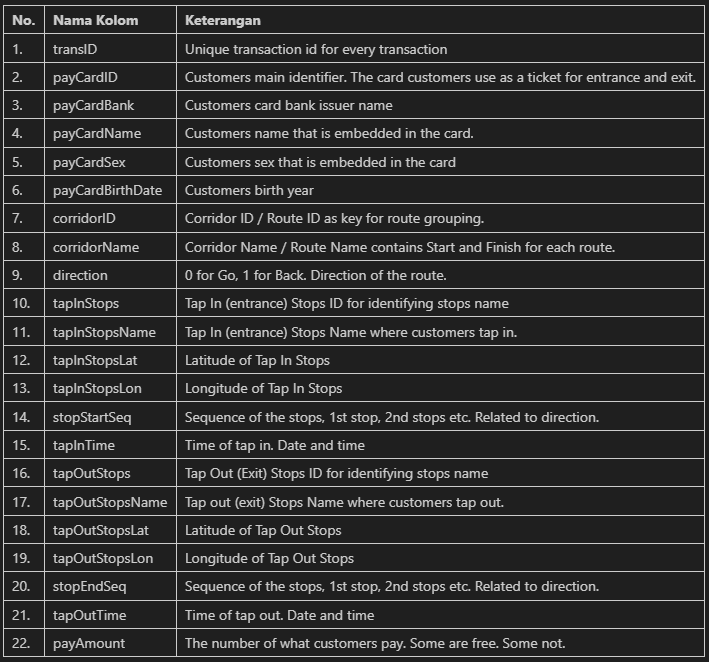 No. Nama Kolom Keterangan
1. transID Unique transaction id for every transaction
2. payCardID Customers main identifier. The card customers use as a ticket for entrance and exit.
3. payCardBank Customers card bank issuer name
4. payCardName Customers name that is embedded in the card.
5. payCardSex Customers sex that is embedded in the card
6. payCardBirthDate Customers birth year
7. corridorID Corridor ID / Route ID as key for route grouping.
8. corridorName Corridor Name / Route Name contains Start and Finish for each route.
9. direction 0 for Go, 1 for Back. Direction of the route.
10. tapInStops Tap In (entrance) Stops ID for identifying stops name
11. tapInStopsName Tap In (entrance) Stops Name where customers tap in.
12. tapInStopsLat Latitude of Tap In Stops
13. tapInStopsLon Longitude of Tap In Stops
14. stopStartSeq Sequence of the stops, 1st stop, 2nd stops etc. Related to direction.
15. tapInTime Time of tap in. Date and time
16. tapOutStops Tap Out (Exit) Stops ID for identifying stops name
17. tapOutStopsName Tap out (exit) Stops Name where customers tap out.
18. tapOutStopsLat Latitude of Tap Out Stops
19. tapOutStopsLon Longitude of Tap Out Stops
20. stopEndSeq Sequence of the stops, 1st stop, 2nd stops etc. Related to direction.
21. tapOutTime Time of tap out. Date and time
22. payAmount The number of what customers pay. Some are free. Some not.